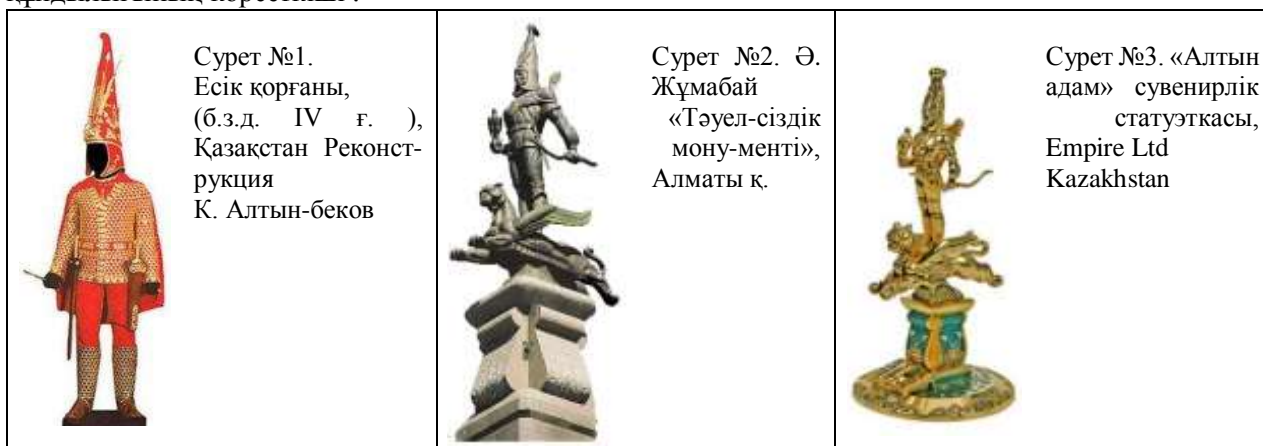 Сурет №1.
Есік қорғаны,
(б.з.д. IV ғ. ),
Қазақстан Реконст-
рукция
К. Алтын-беков
Сурет №2. Ә.
Жұмабай
«Тәуел-сіздік
мону-менті»,
Алматы қ.
Сурет №3. «Алтын
адам» сувенирлік
статуэткасы,
Empire Ltd
Kazakhstan